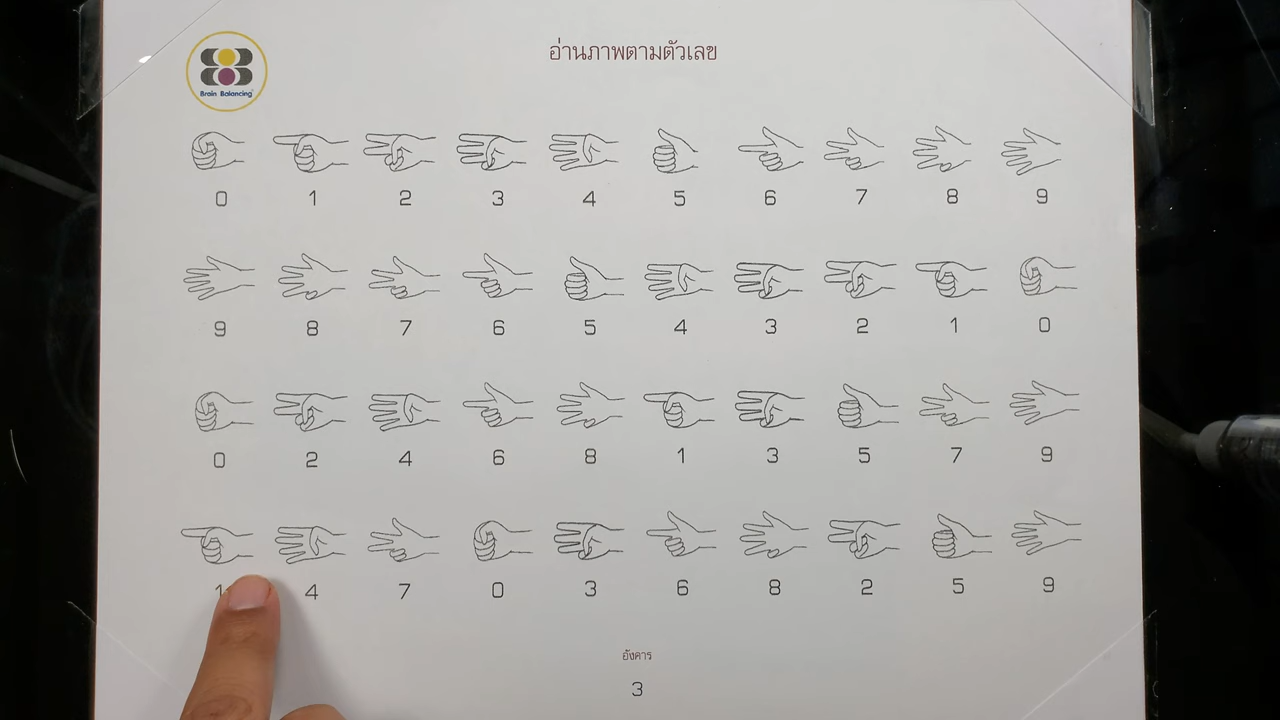 อ่านภาพตามตัวเลข
Brain Balancing
0 1 2 3 4 5 6 7 8 9
9 8 7 6 5 4 3 2 1 0
0 2 4 6 8 1 3 5 7 9
1 4 7 0 3 6 8 2 5 9
อังคาร
3